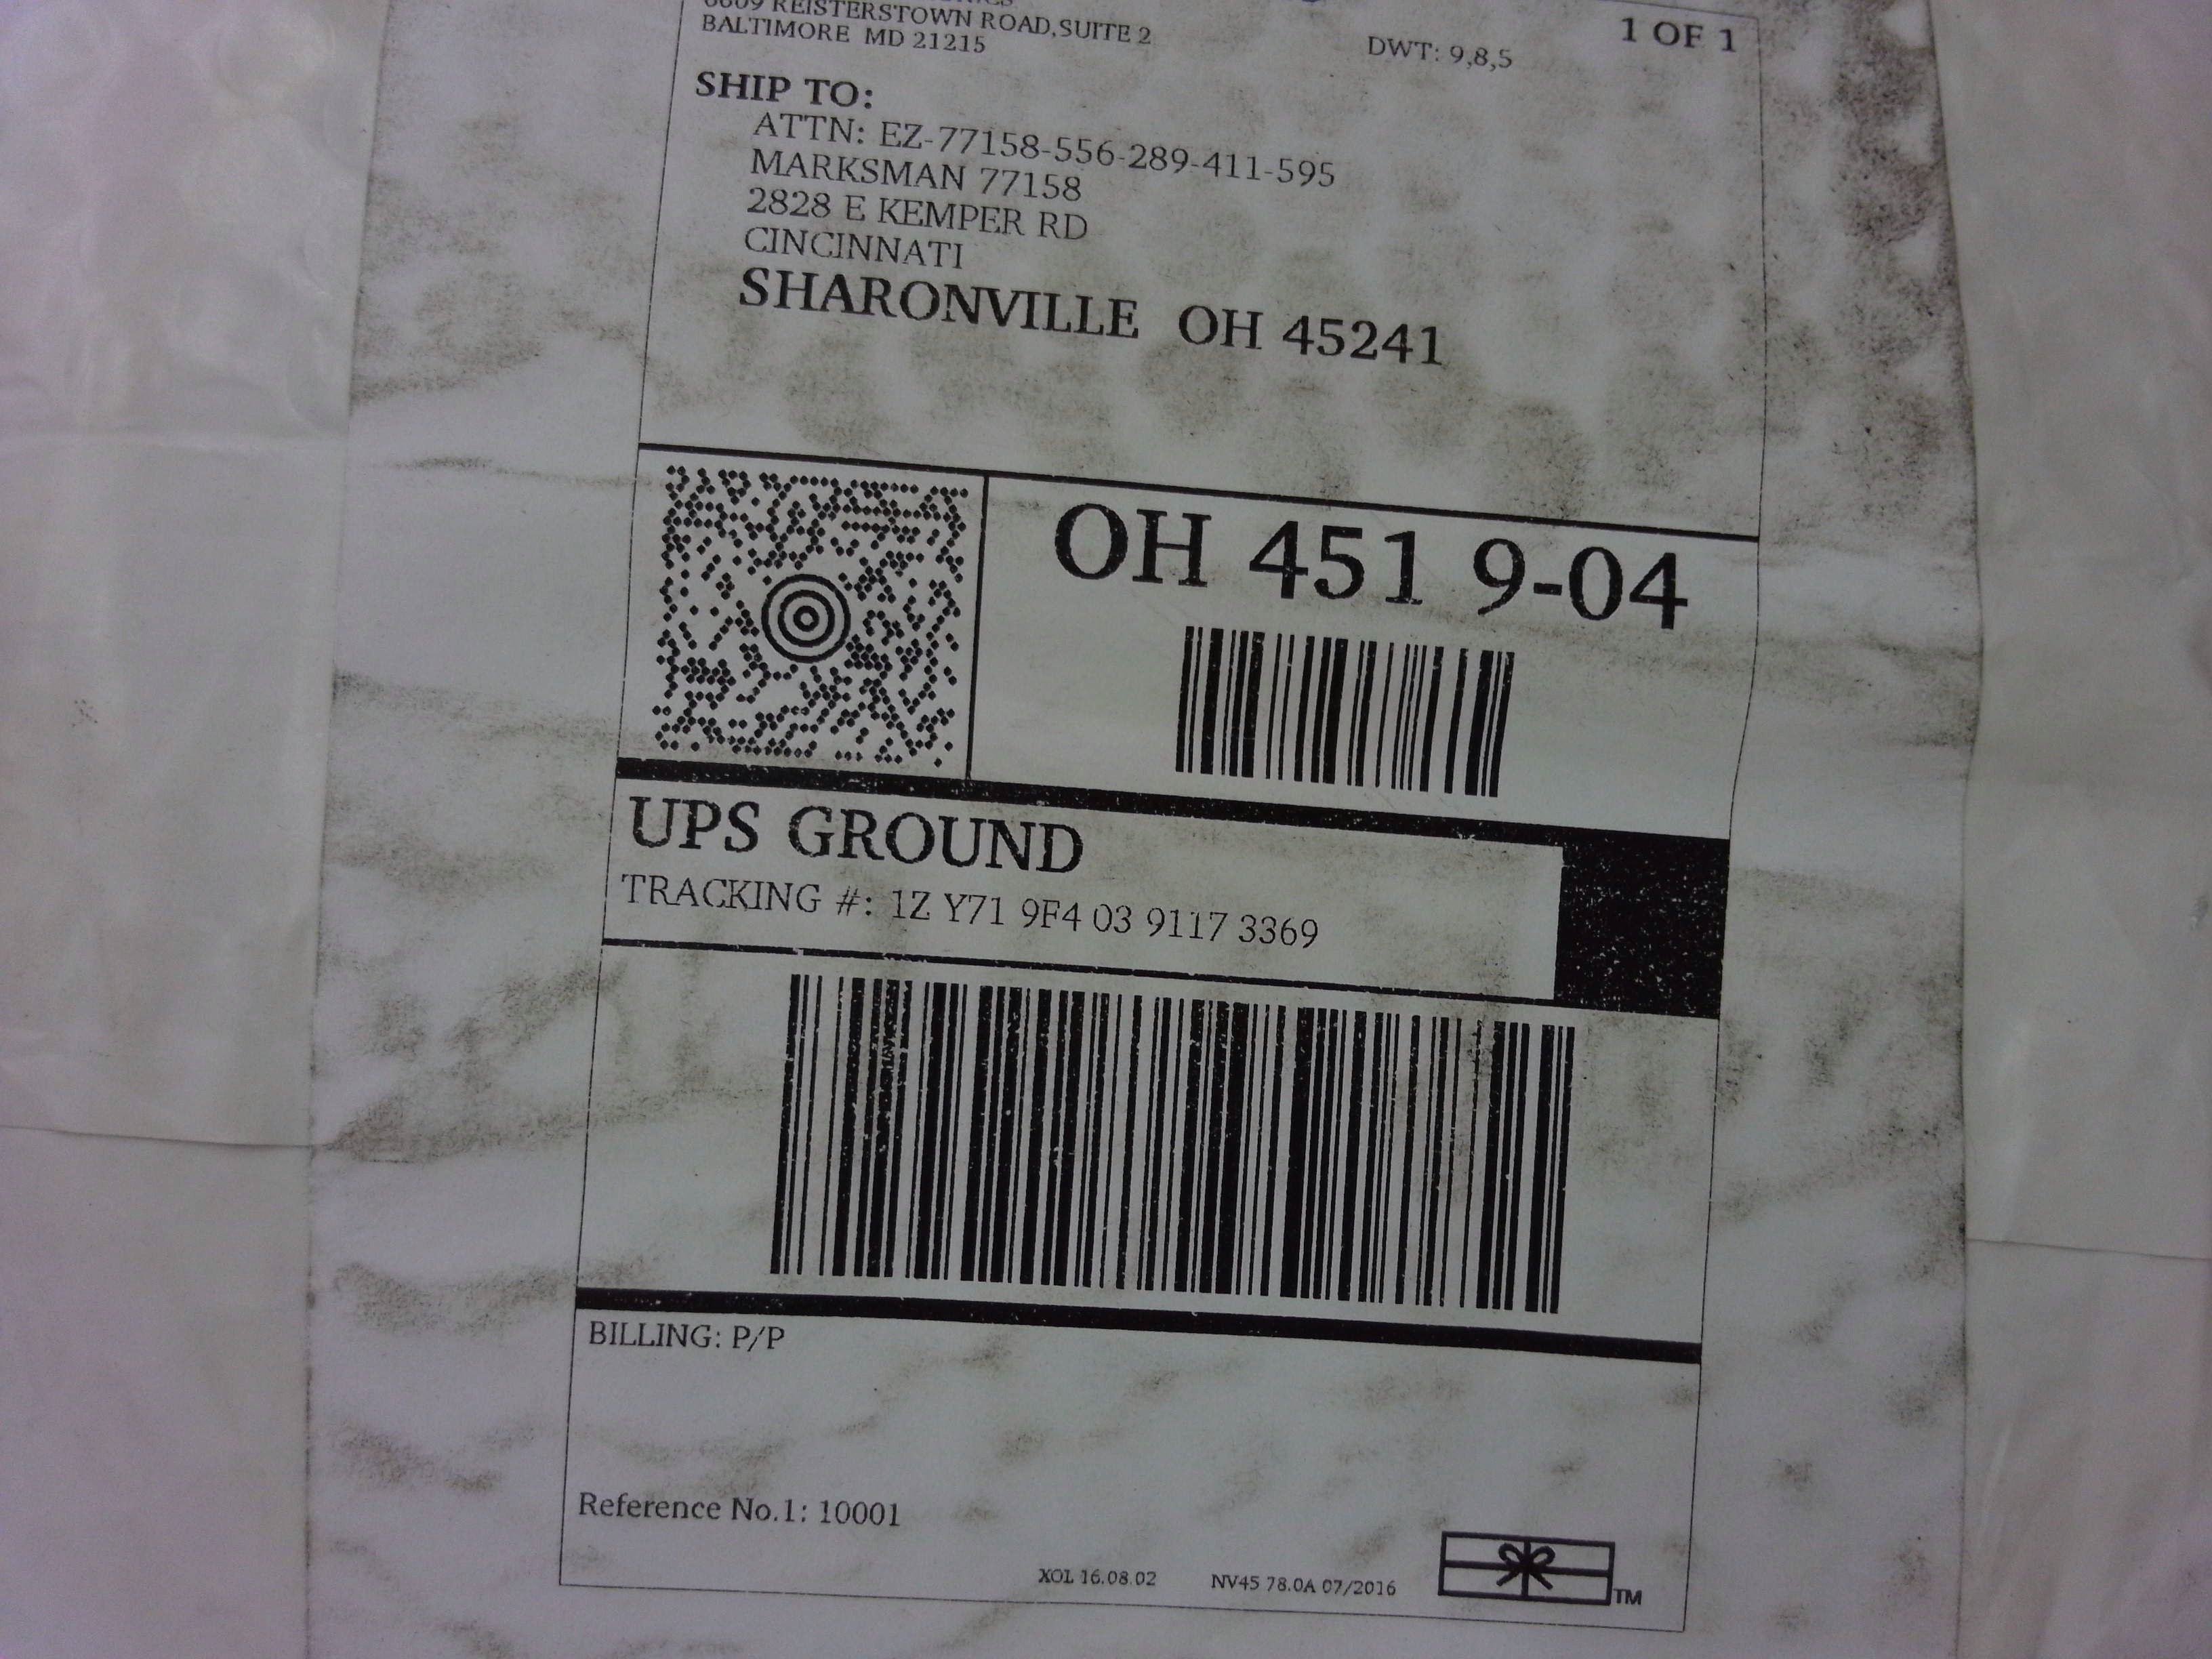 6609 REISTERSTOWN ROAD,SUITE 2
BALTIMORE MD 21215
DWT: 9,8,5
1 OF 1
SHIP TO:
ATTN: EZ-77158-556-289-411-595
MARKSMAN 77158
2828 E KEMPER RD
CINCINNATI
SHARONVILLE OH 45241
OH 451 9-04
UPS GROUND
TRACKING #: 1Z Y71 9F4 03 9117 3369
BILLING: P/P
Reference No.1: 10001
XOL 16.08.02 NV45 78.0A 07/2016
TM